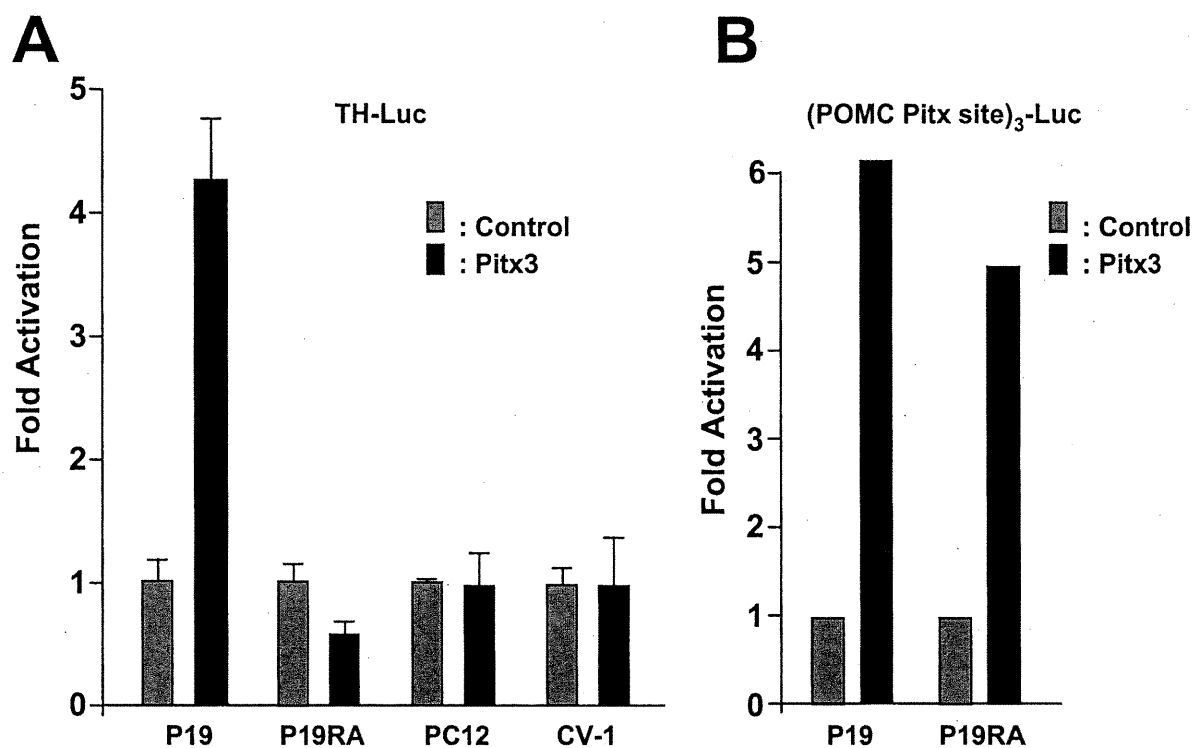 A
TH-Luc
: Control
: Pitx3
Fold Activation
5
4
3
2
1
0
P19 P19RA PC12 CV-1
B
(POMC Pitx site)₃-Luc
: Control
: Pitx3
Fold Activation
6
5
4
3
2
1
0
P19 P19RA